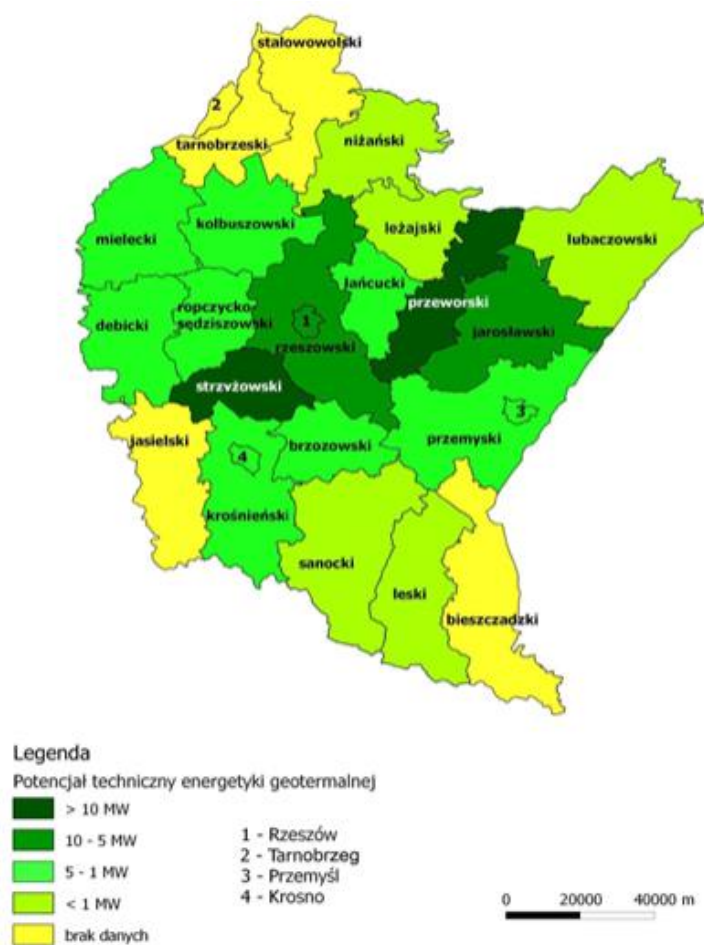 stalowowolski
2
tarnobrzeski
niżański
kolbuszowski
mielecki
leżajski
lubaczowski
łańcucki
przeworski
ropczycko-
sędziszowski
debicki
1
rzeszowski
jarosławski
strzyżowski
3
jasielski
brzozowski
przemyski
4
krośnieński
sanocki
leski
bieszczadzki
Legenda
Potencjał techniczny energetyki geotermalnej
> 10 MW
10 - 5 MW
5 - 1 MW
< 1 MW
brak danych
1 - Rzeszów
2 - Tarnobrzeg
3 - Przemyśl
4 - Krosno
0 20000 40000 m